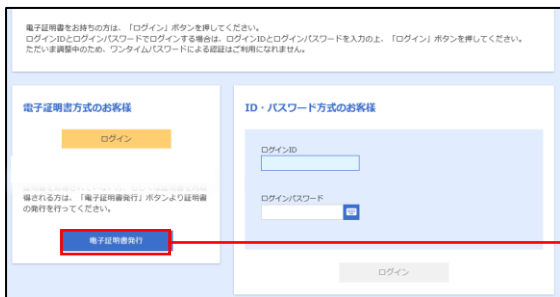 電子証明書をお持ちの方は、「ログイン」ボタンを押してください。
ログインIDとログインパスワードでログインする場合は、ログインIDとログインパスワードを入力の上、「ログイン」ボタンを押してください。
ただいま調整中のため、ワンタイムパスワードによる認証はご利用になれません。
電子証明書方式のお客様
ログイン
得される方は、「電子証明書発行」ボタンより証明書
の発行を行ってください。
電子証明書発行
ID・パスワード方式のお客様
ログインID
ログインパスワード
ログイン